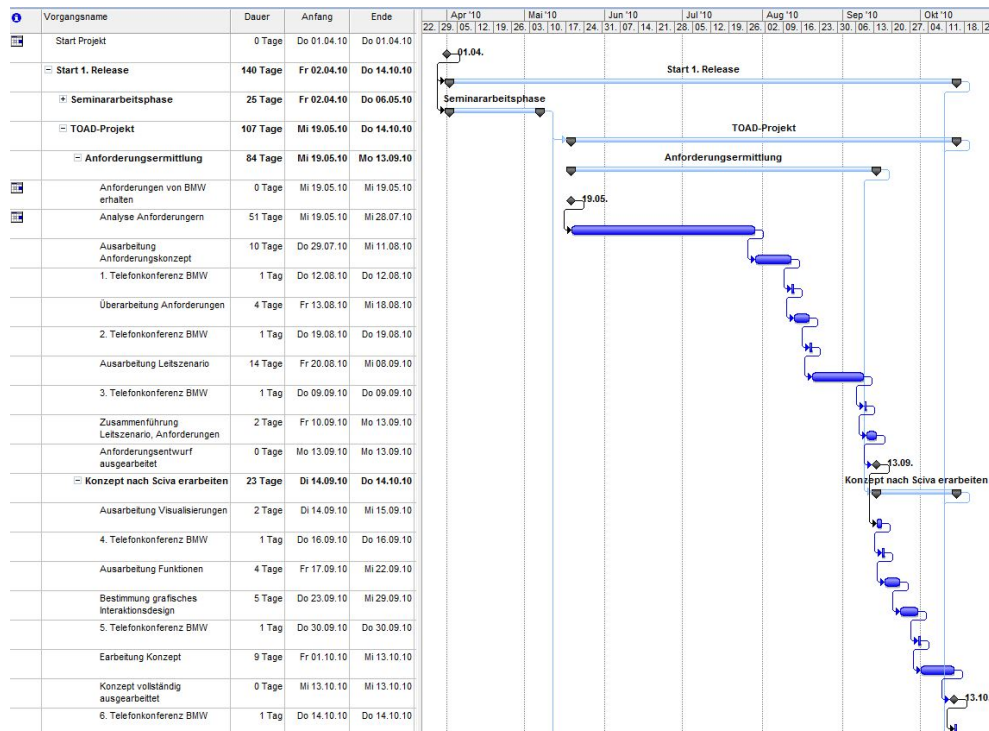 Vorgangsname Dauer Anfang Ende
Apr '10 Mai '10 Jun '10 Jul '10 Aug '10 Sep '10 Okt '10
22. 29. 05. 12. 19. 26. 03. 10. 17. 24. 31. 07. 14. 21. 28. 05. 12. 19. 26. 02. 09. 16. 23. 30. 06. 13. 20. 27. 04. 11. 18. 2
Start Projekt 0 Tage Do 01.04.10 Do 01.04.10
01.04.
Start 1. Release 140 Tage Fr 02.04.10 Do 14.10.10
Start 1. Release
Seminararbeitsphase 25 Tage Fr 02.04.10 Do 06.05.10
Seminararbeitsphase
TOAD-Projekt 107 Tage Mi 19.05.10 Do 14.10.10
TOAD-Projekt
Anforderungsermittlung 84 Tage Mi 19.05.10 Mo 13.09.10
Anforderungsermittlung
Anforderungen von BMW
erhalten
0 Tage Mi 19.05.10 Mi 19.05.10
19.05.
Analyse Anforderungern 51 Tage Mi 19.05.10 Mi 28.07.10
Ausarbeitung
Anforderungskonzept
10 Tage Do 29.07.10 Mi 11.08.10
1. Telefonkonferenz BMW 1 Tag Do 12.08.10 Do 12.08.10
Überarbeitung Anforderungen 4 Tage Fr 13.08.10 Mi 18.08.10
2. Telefonkonferenz BMW 1 Tag Do 19.08.10 Do 19.08.10
Ausarbeitung Leitszenario 14 Tage Fr 20.08.10 Mi 08.09.10
3. Telefonkonferenz BMW 1 Tag Do 09.09.10 Do 09.09.10
Zusammenführung
Leitszenario, Anforderungen
2 Tage Fr 10.09.10 Mo 13.09.10
Anforderungsentwurf
ausgearbeitet
0 Tage Mo 13.09.10 Mo 13.09.10
13.09.
Konzept nach Sciva erarbeiten 23 Tage Di 14.09.10 Do 14.10.10
Konzept nach Sciva erarbeiten
Ausarbeitung Visualisierungen 2 Tage Di 14.09.10 Mi 15.09.10
4. Telefonkonferenz BMW 1 Tag Do 16.09.10 Do 16.09.10
Ausarbeitung Funktionen 4 Tage Fr 17.09.10 Mi 22.09.10
Bestimmung grafisches
Interaktionsdesign
5 Tage Do 23.09.10 Mi 29.09.10
5. Telefonkonferenz BMW 1 Tag Do 30.09.10 Do 30.09.10
Earbeitung Konzept 9 Tage Fr 01.10.10 Mi 13.10.10
Konzept vollständig
ausgearbeittet
0 Tage Mi 13.10.10 Mi 13.10.10
13.10.
6. Telefonkonferenz BMW 1 Tag Do 14.10.10 Do 14.10.10